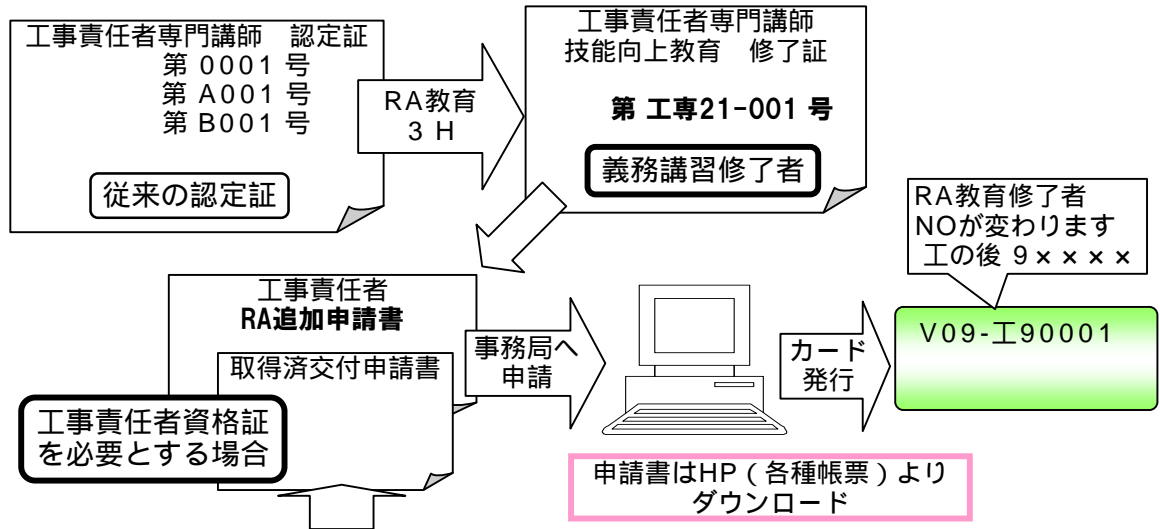 工事責任者専門講師　認定証
第 0001 号
第 A001 号
第 B001 号
従来の認定証
RA教育
3 H
工事責任者専門講師
技能向上教育　修了証
第 工専21-001 号
義務講習修了者
RA教育修了者
NOが変わります
工の後 9××××
工事責任者
RA追加申請書
取得済交付申請書
工事責任者資格証
を必要とする場合
事務局へ
申請
カード
発行
V09-工90001
申請書はHP（各種帳票）より
ダウンロード